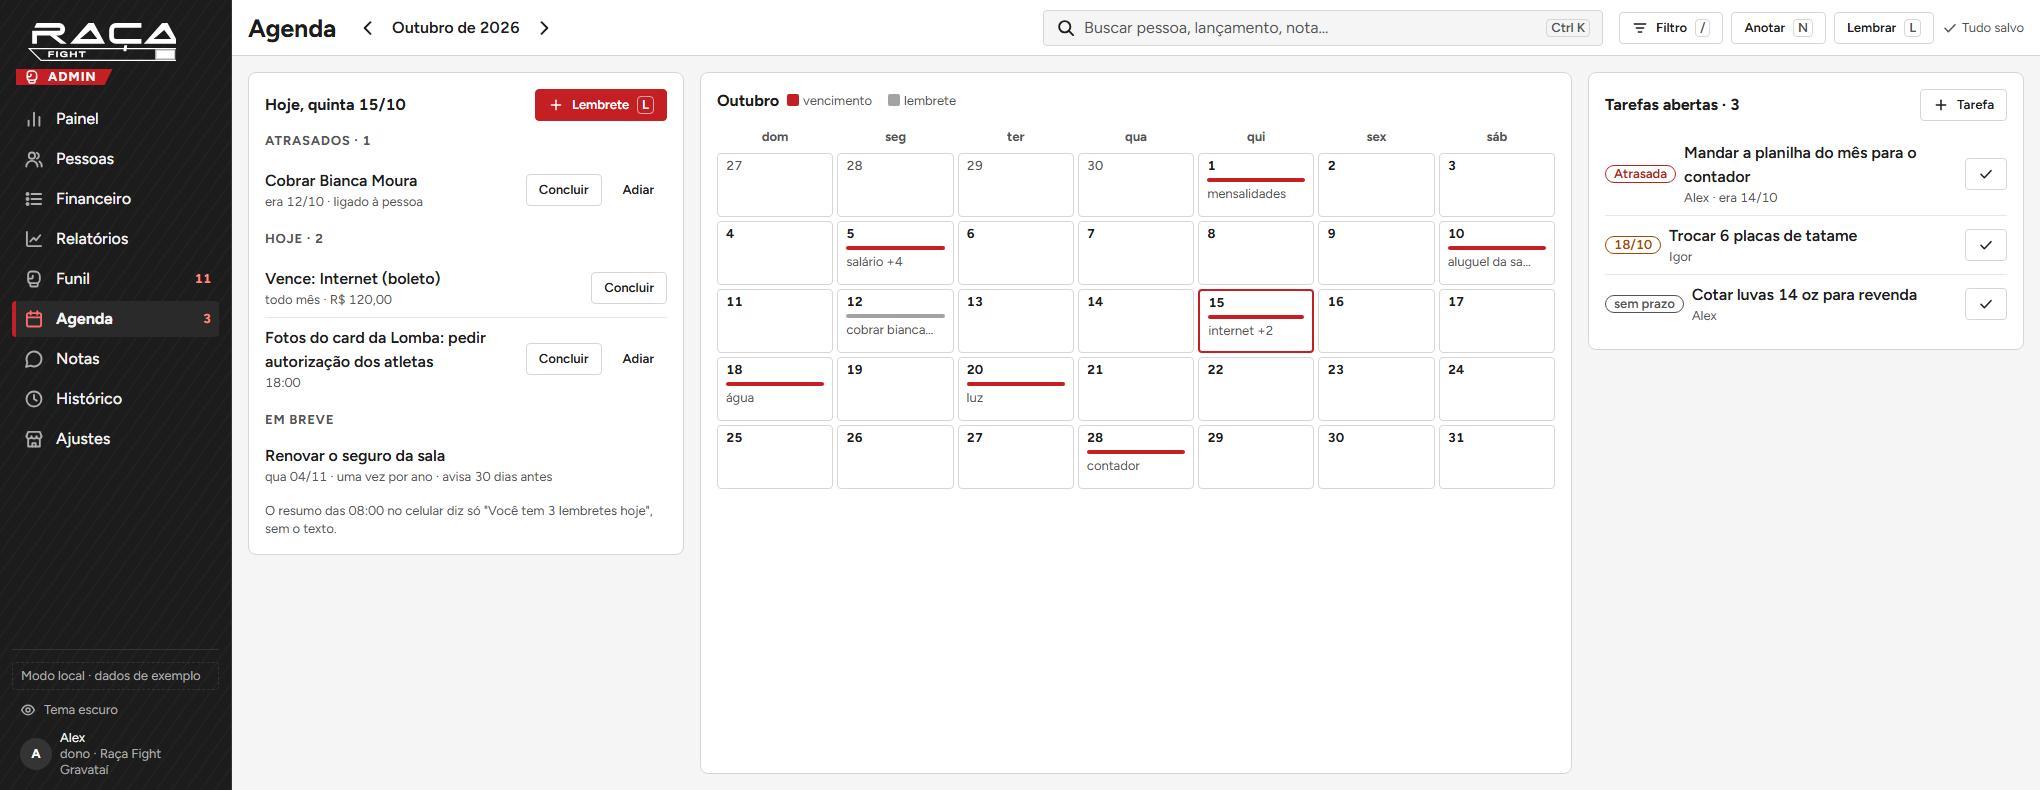 RAÇA
FIGHT
ADMIN
Painel
Pessoas
Financeiro
Relatórios
Funil 11
Agenda 3
Notas
Histórico
Ajustes
Modo local · dados de exemplo
Tema escuro
A
Alex
dono · Raça Fight
Gravataí
Agenda
Outubro de 2026
Buscar pessoa, lançamento, nota... Ctrl K
Filtro /
Anotar N
Lembrar L
Tudo salvo
Hoje, quinta 15/10
+ Lembrete L
ATRASADOS · 1
Cobrar Bianca Moura
era 12/10 · ligado à pessoa
Concluir
Adiar
HOJE · 2
Vence: Internet (boleto)
todo mês · R$ 120,00
Concluir
Fotos do card da Lomba: pedir
autorização dos atletas
18:00
Concluir
Adiar
EM BREVE
Renovar o seguro da sala
qua 04/11 · uma vez por ano · avisa 30 dias antes
O resumo das 08:00 no celular diz só "Você tem 3 lembretes hoje",
sem o texto.
Outubro vencimento lembrete
dom seg ter qua qui sex sáb
27 28 29 30 1 2 3
mensalidades
4 5 6 7 8 9 10
salário +4 aluguel da sa...
11 12 13 14 15 16 17
cobrar bianca... internet +2
18 19 20 21 22 23 24
água luz
25 26 27 28 29 30 31
contador
Tarefas abertas · 3
+ Tarefa
Atrasada
Mandar a planilha do mês para o
contador
Alex · era 14/10
18/10
Trocar 6 placas de tatame
Igor
sem prazo
Cotar luvas 14 oz para revenda
Alex